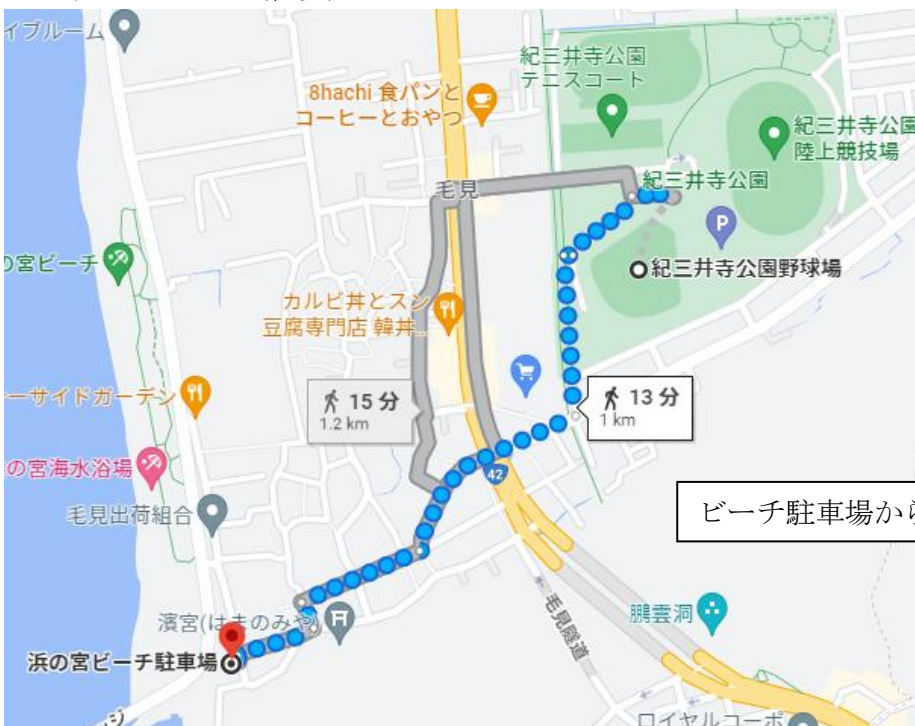 イブルーム
紀三井寺公園
テニスコート
8hachi 食パンと
コーヒーとおやつ
紀三井寺公園
陸上競技場
毛見
紀三井寺公園
P
の宮ビーチ
紀三井寺公園野球場
カルビ丼とスン
豆腐専門店 韓丼...
ーサイドガーデン
15 分
1.2 km
13 分
1 km
の宮海水浴場
42
毛見出荷組合
ビーチ駐車場から
濱宮(はまのみや)
毛見隧道
鵬雲洞
浜の宮ビーチ駐車場
ジ
ロイヤルコーポ